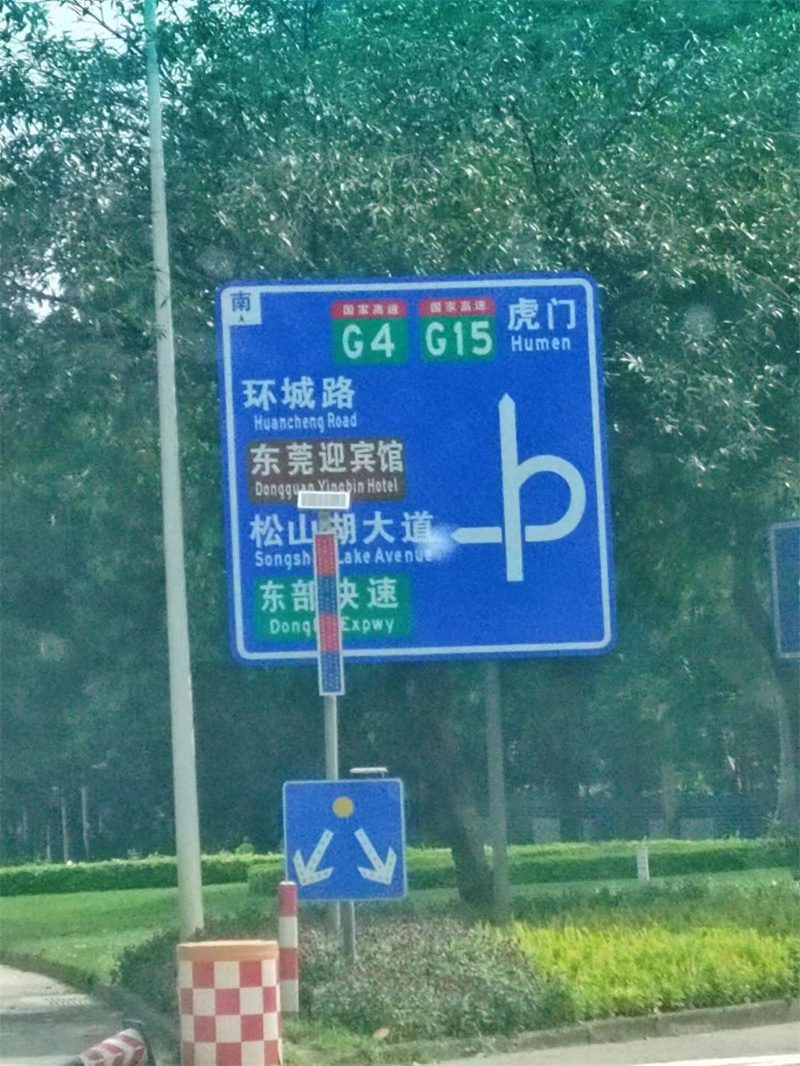 南
国家高速 国家高速 虎门
G4 G15 Humen
环城路
Huancheng Road
东莞迎宾馆
Dongguan Yingbin Hotel
松山湖大道
Lake Avenue
东部快速
Expwy